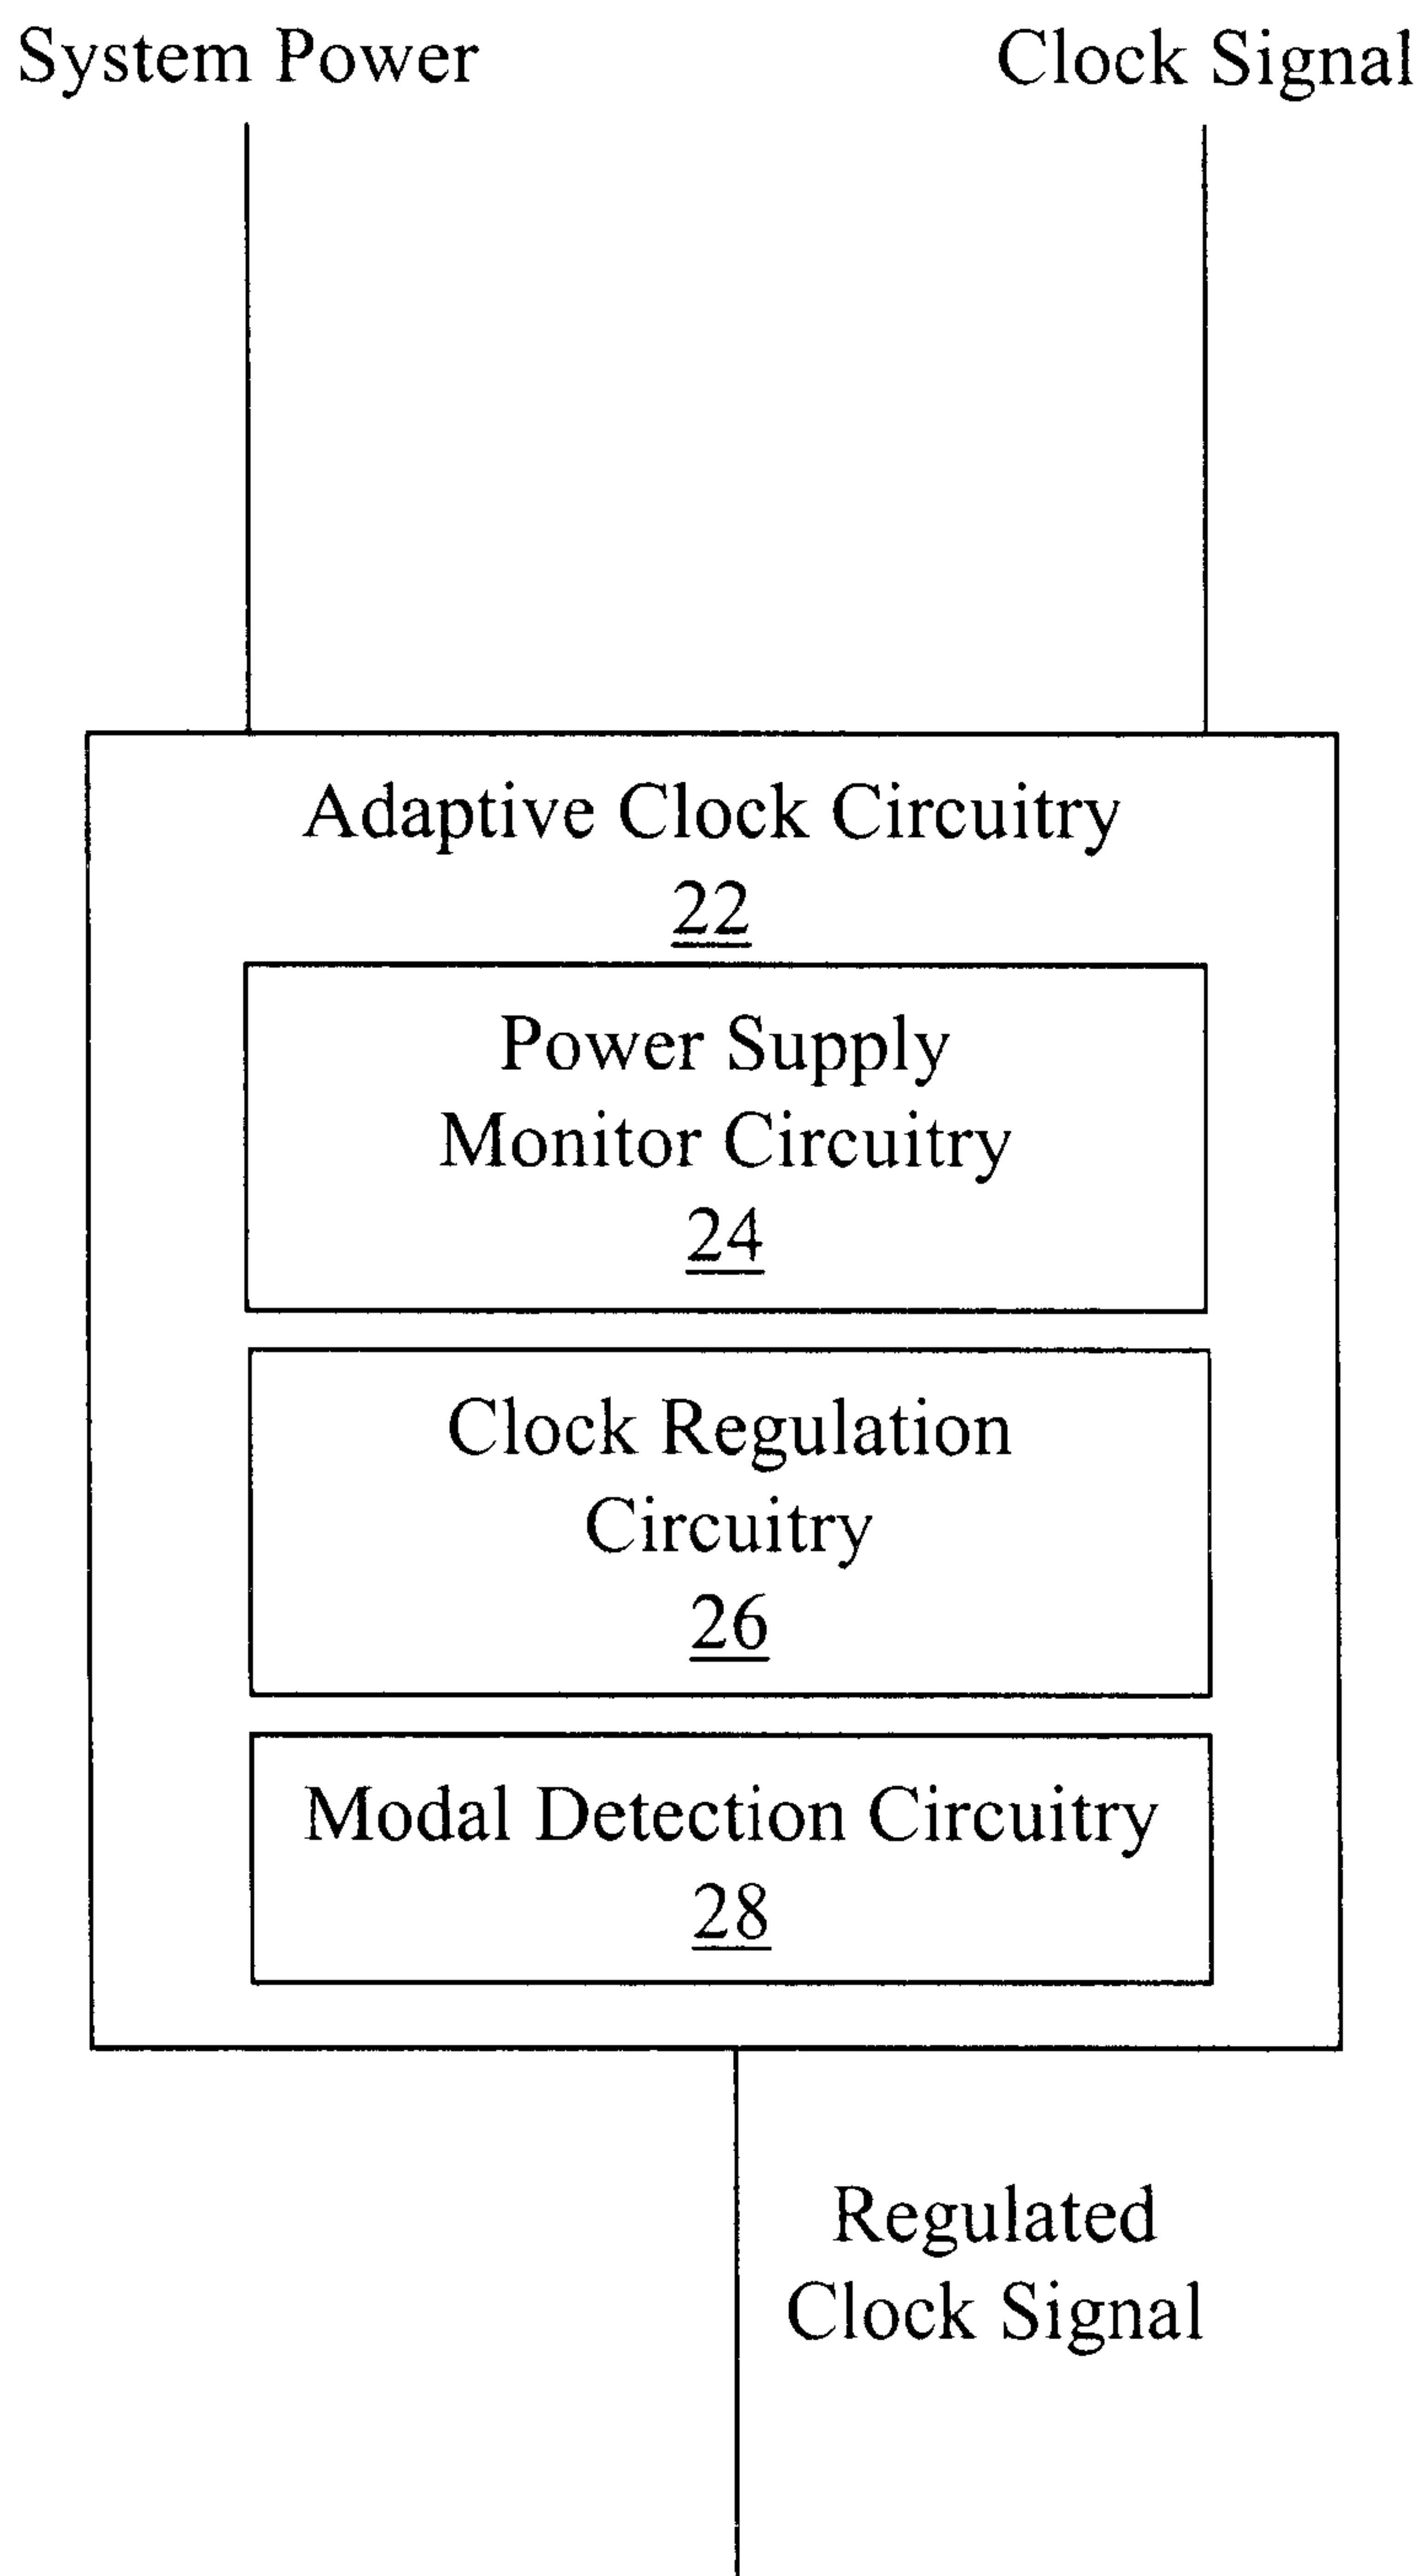 System Power
Clock Signal
Adaptive Clock Circuitry
22
Power Supply
Monitor Circuitry
24
Clock Regulation
Circuitry
26
Modal Detection Circuitry
28
Regulated
Clock Signal